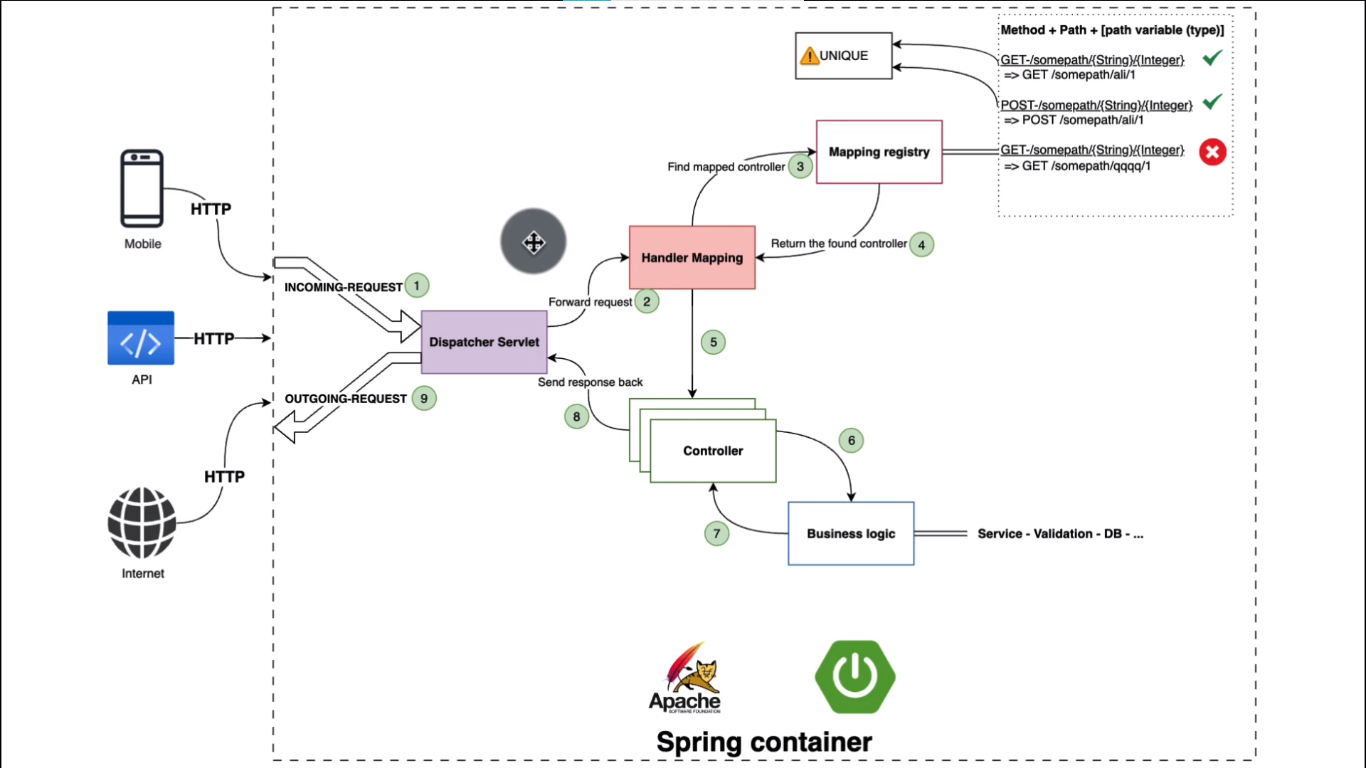 Method + Path + [path variable (type)]
UNIQUE
GET-/somepath/{String}/{Integer}
=> GET /somepath/ali/1
POST-/somepath/{String}/{Integer}
=> POST /somepath/ali/1
GET-/somepath/{String}/{Integer}
=> GET /somepath/qqqq/1
Mapping registry
Find mapped controller
3
HTTP
Mobile
Handler Mapping
Return the found controller
4
INCOMING-REQUEST
1
Forward request
2
Dispatcher Servlet
5
</>
HTTP
API
Send response back
OUTGOING-REQUEST
9
8
Controller
6
HTTP
7
Business logic
Service - Validation - DB - ...
Internet
Apache
SOFTWARE FOUNDATION
Spring container